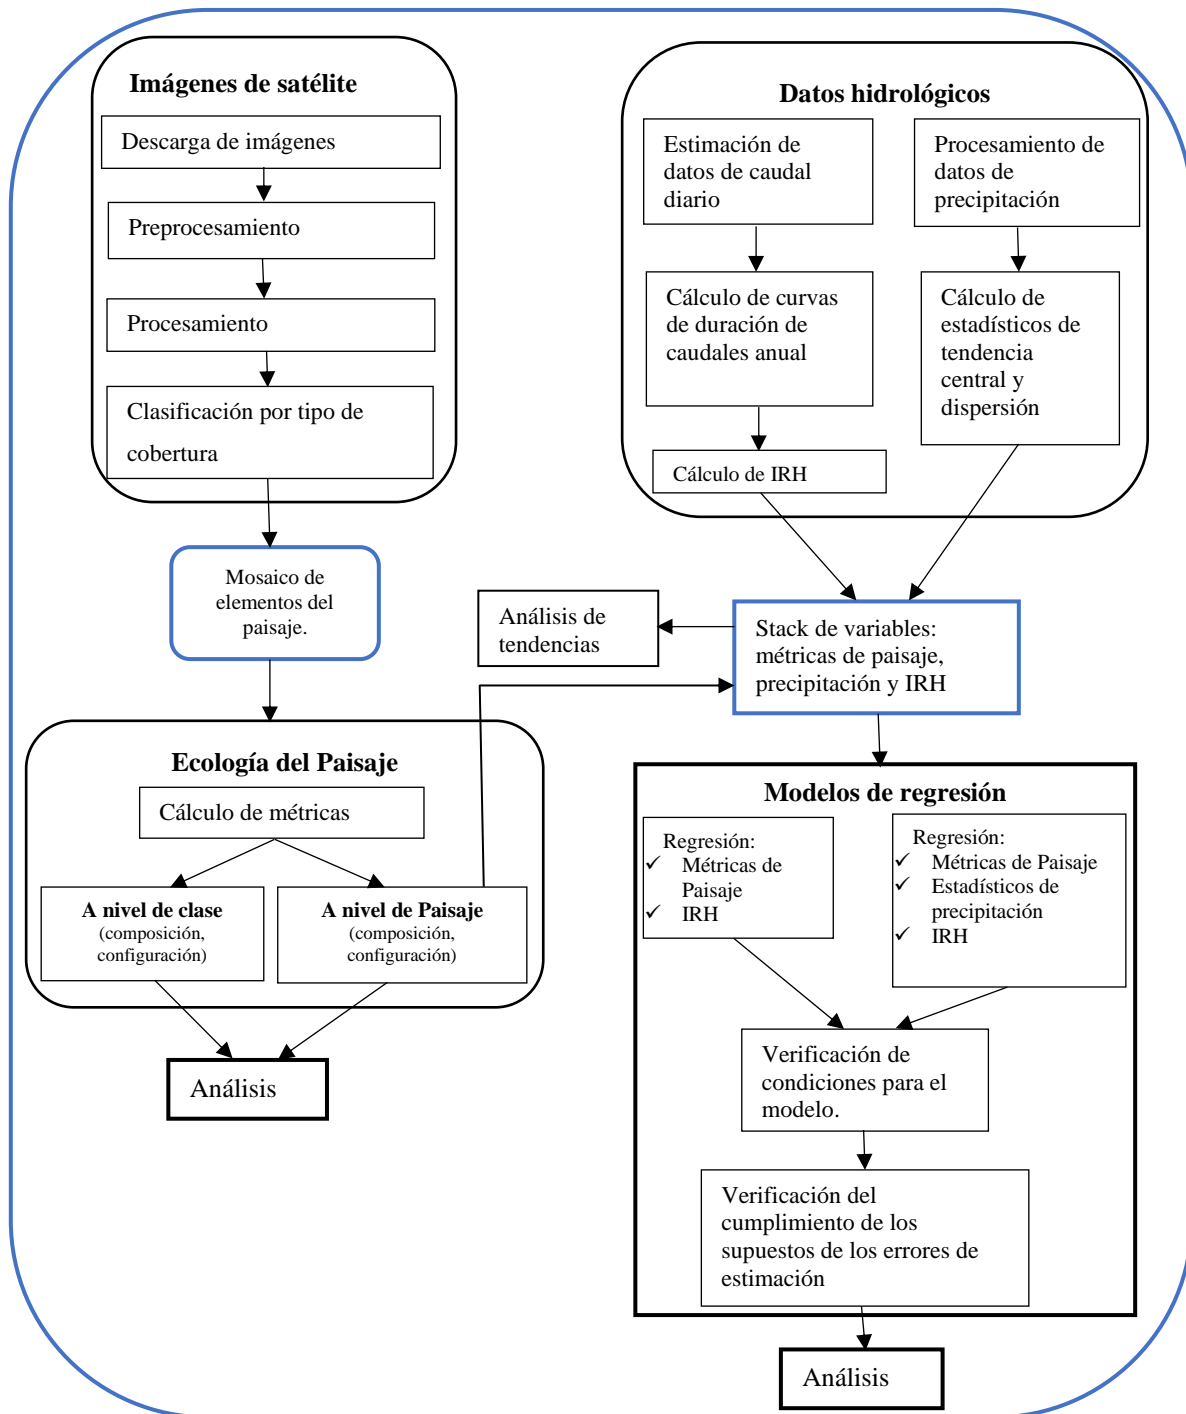 Imágenes de satélite
Descarga de imágenes
Preprocesamiento
Procesamiento
Clasificación por tipo de
cobertura
Mosaico de
elementos del
paisaje.
Ecología del Paisaje
Cálculo de métricas
A nivel de clase
(composición,
configuración)
A nivel de Paisaje
(composición,
configuración)
Análisis
Datos hidrológicos
Estimación de
datos de caudal
diario
Cálculo de curvas
de duración de
caudales anual
Cálculo de IRH
Procesamiento de
datos de
precipitación
Cálculo de
estadísticos de
tendencia
central y
dispersión
Análisis de
tendencias
Stack de variables:
métricas de paisaje,
precipitación y IRH
Modelos de regresión
Regresión:
✓ Métricas de
Paisaje
✓ IRH
Regresión:
✓ Métricas de Paisaje
✓ Estadísticos de
precipitación
✓ IRH
Verificación de
condiciones para el
modelo.
Verificación del
cumplimiento de los
supuestos de los errores de
estimación
Análisis